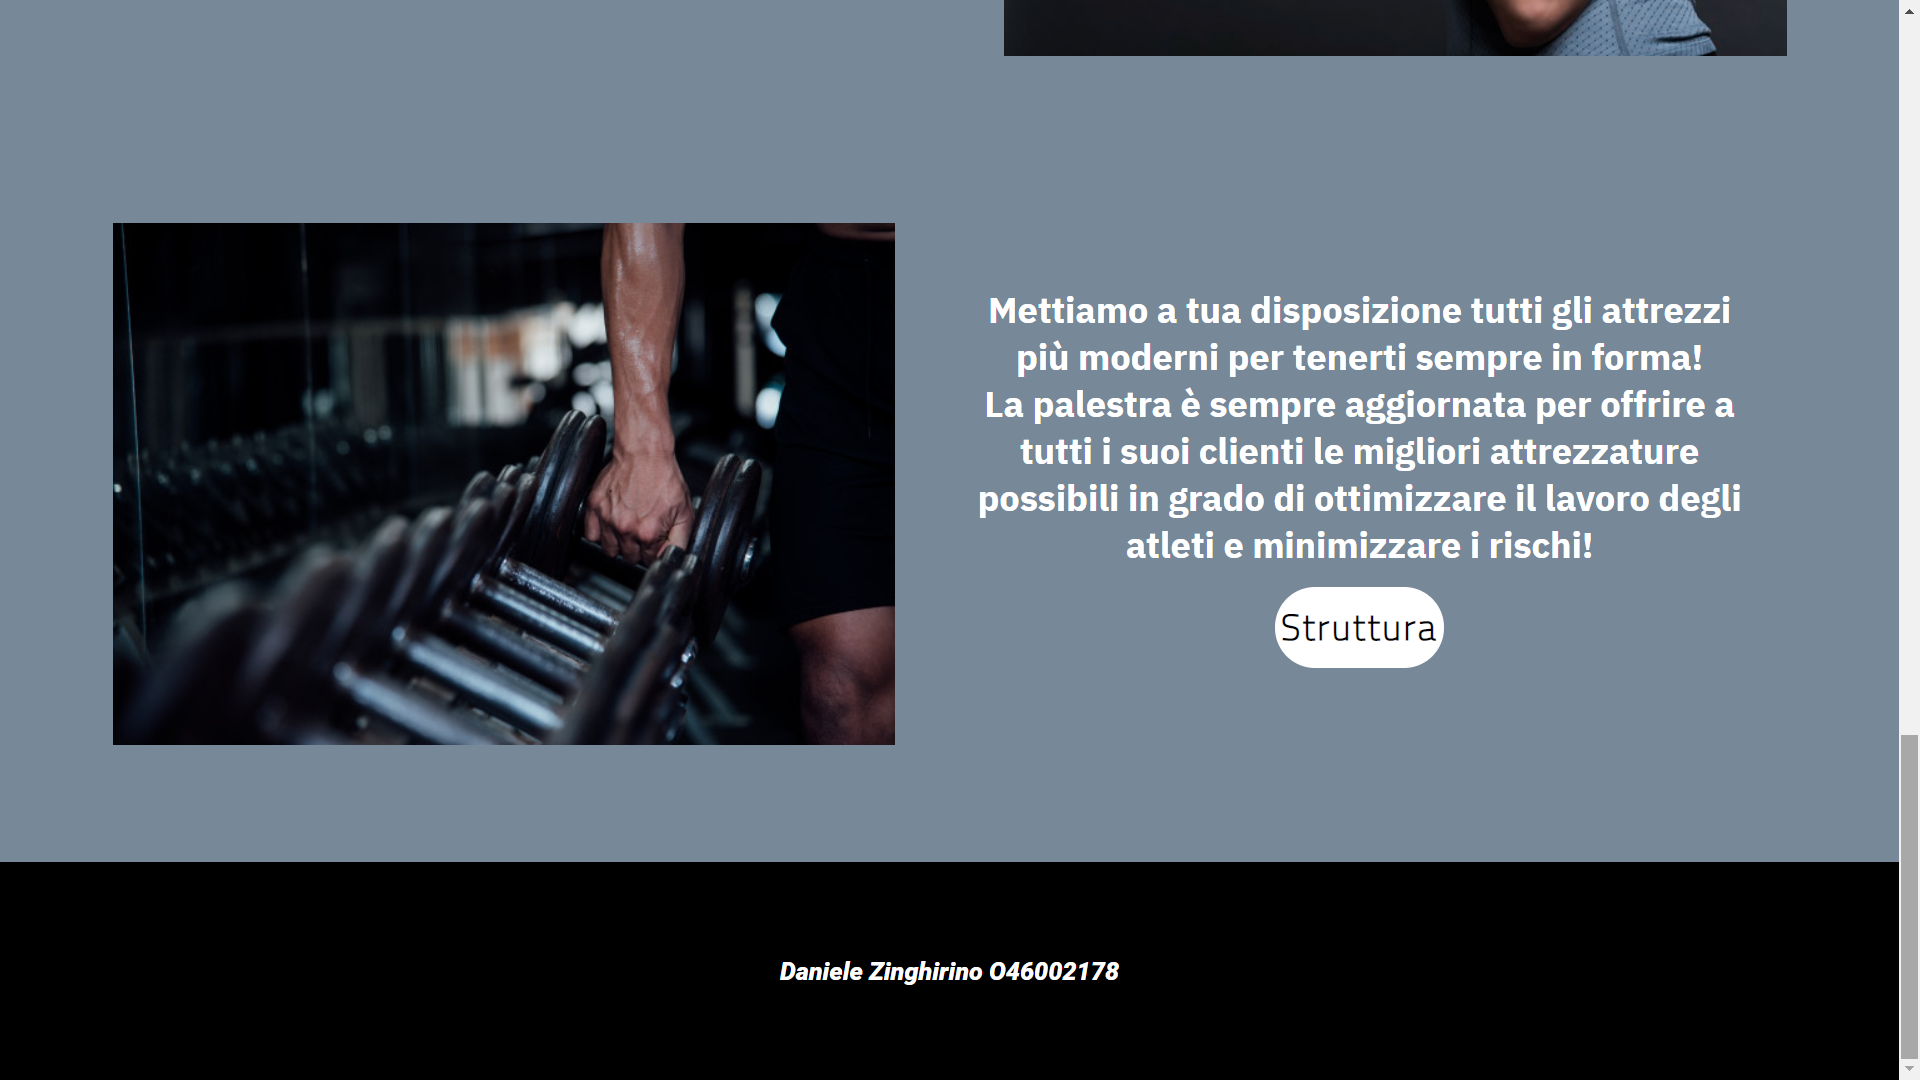 Mettiamo a tua disposizione tutti gli attrezzi
più moderni per tenerti sempre in forma!
La palestra è sempre aggiornata per offrire a
tutti i suoi clienti le migliori attrezzature
possibili in grado di ottimizzare il lavoro degli
atleti e minimizzare i rischi!
Struttura
Daniele Zinghirino O46002178